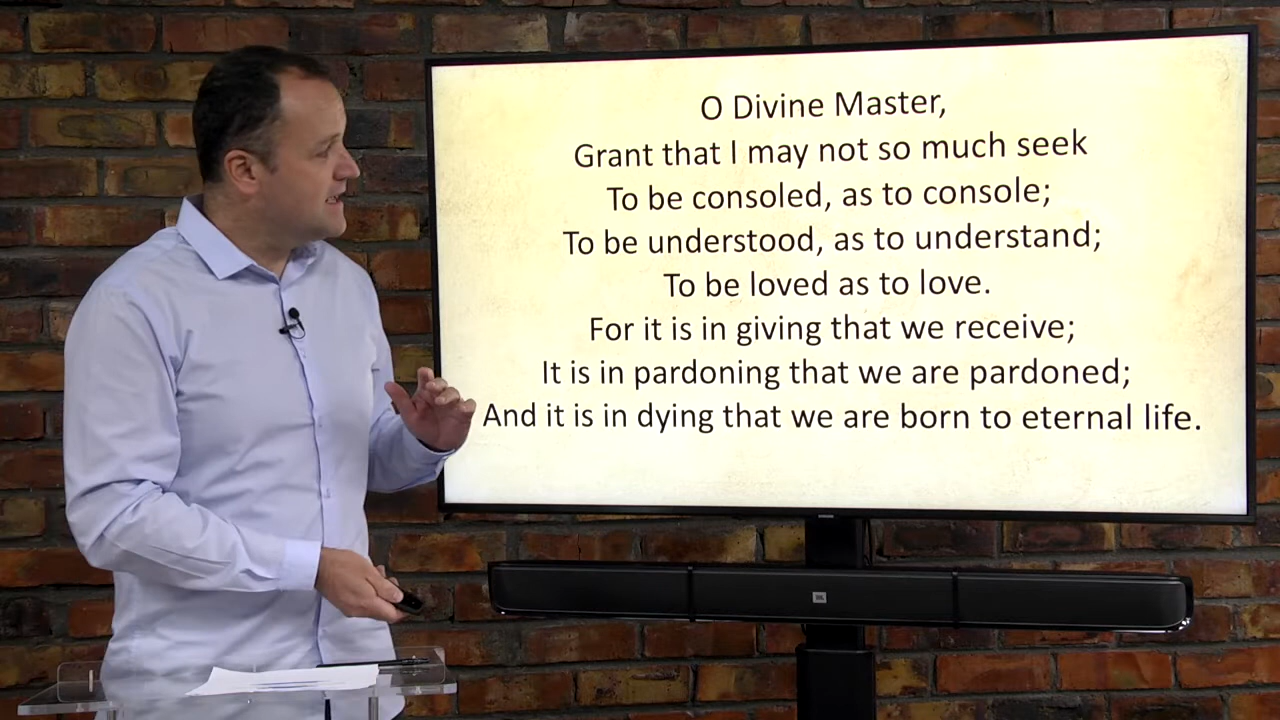 O Divine Master,
Grant that I may not so much seek
To be consoled, as to console;
To be understood, as to understand;
To be loved as to love.
For it is in giving that we receive;
It is in pardoning that we are pardoned;
And it is in dying that we are born to eternal life.
SAMSUNG
JBL